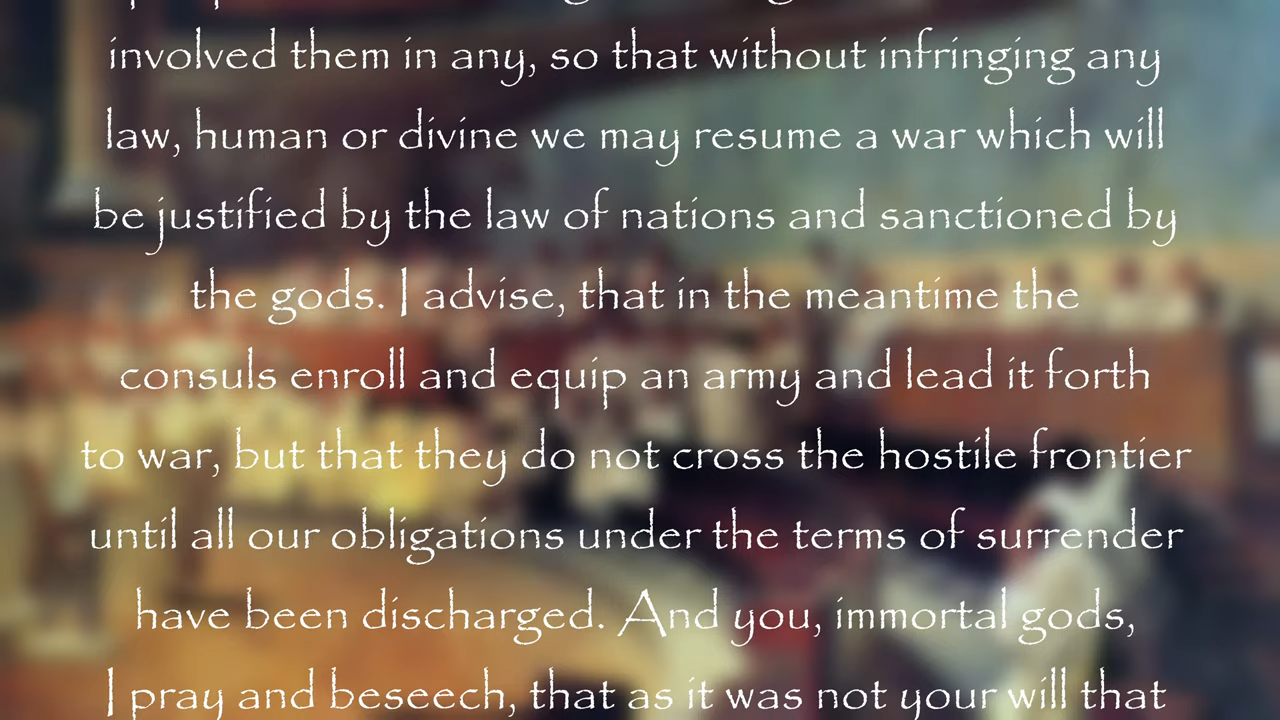 involved them in any, so that without infringing any
law, human or divine we may resume a war which will
be justified by the law of nations and sanctioned by
the gods. I advise, that in the meantime the
consuls enroll and equip an army and lead it forth
to war, but that they do not cross the hostile frontier
until all our obligations under the terms of surrender
have been discharged. And you, immortal gods,
I pray and beseech, that as it was not your will that